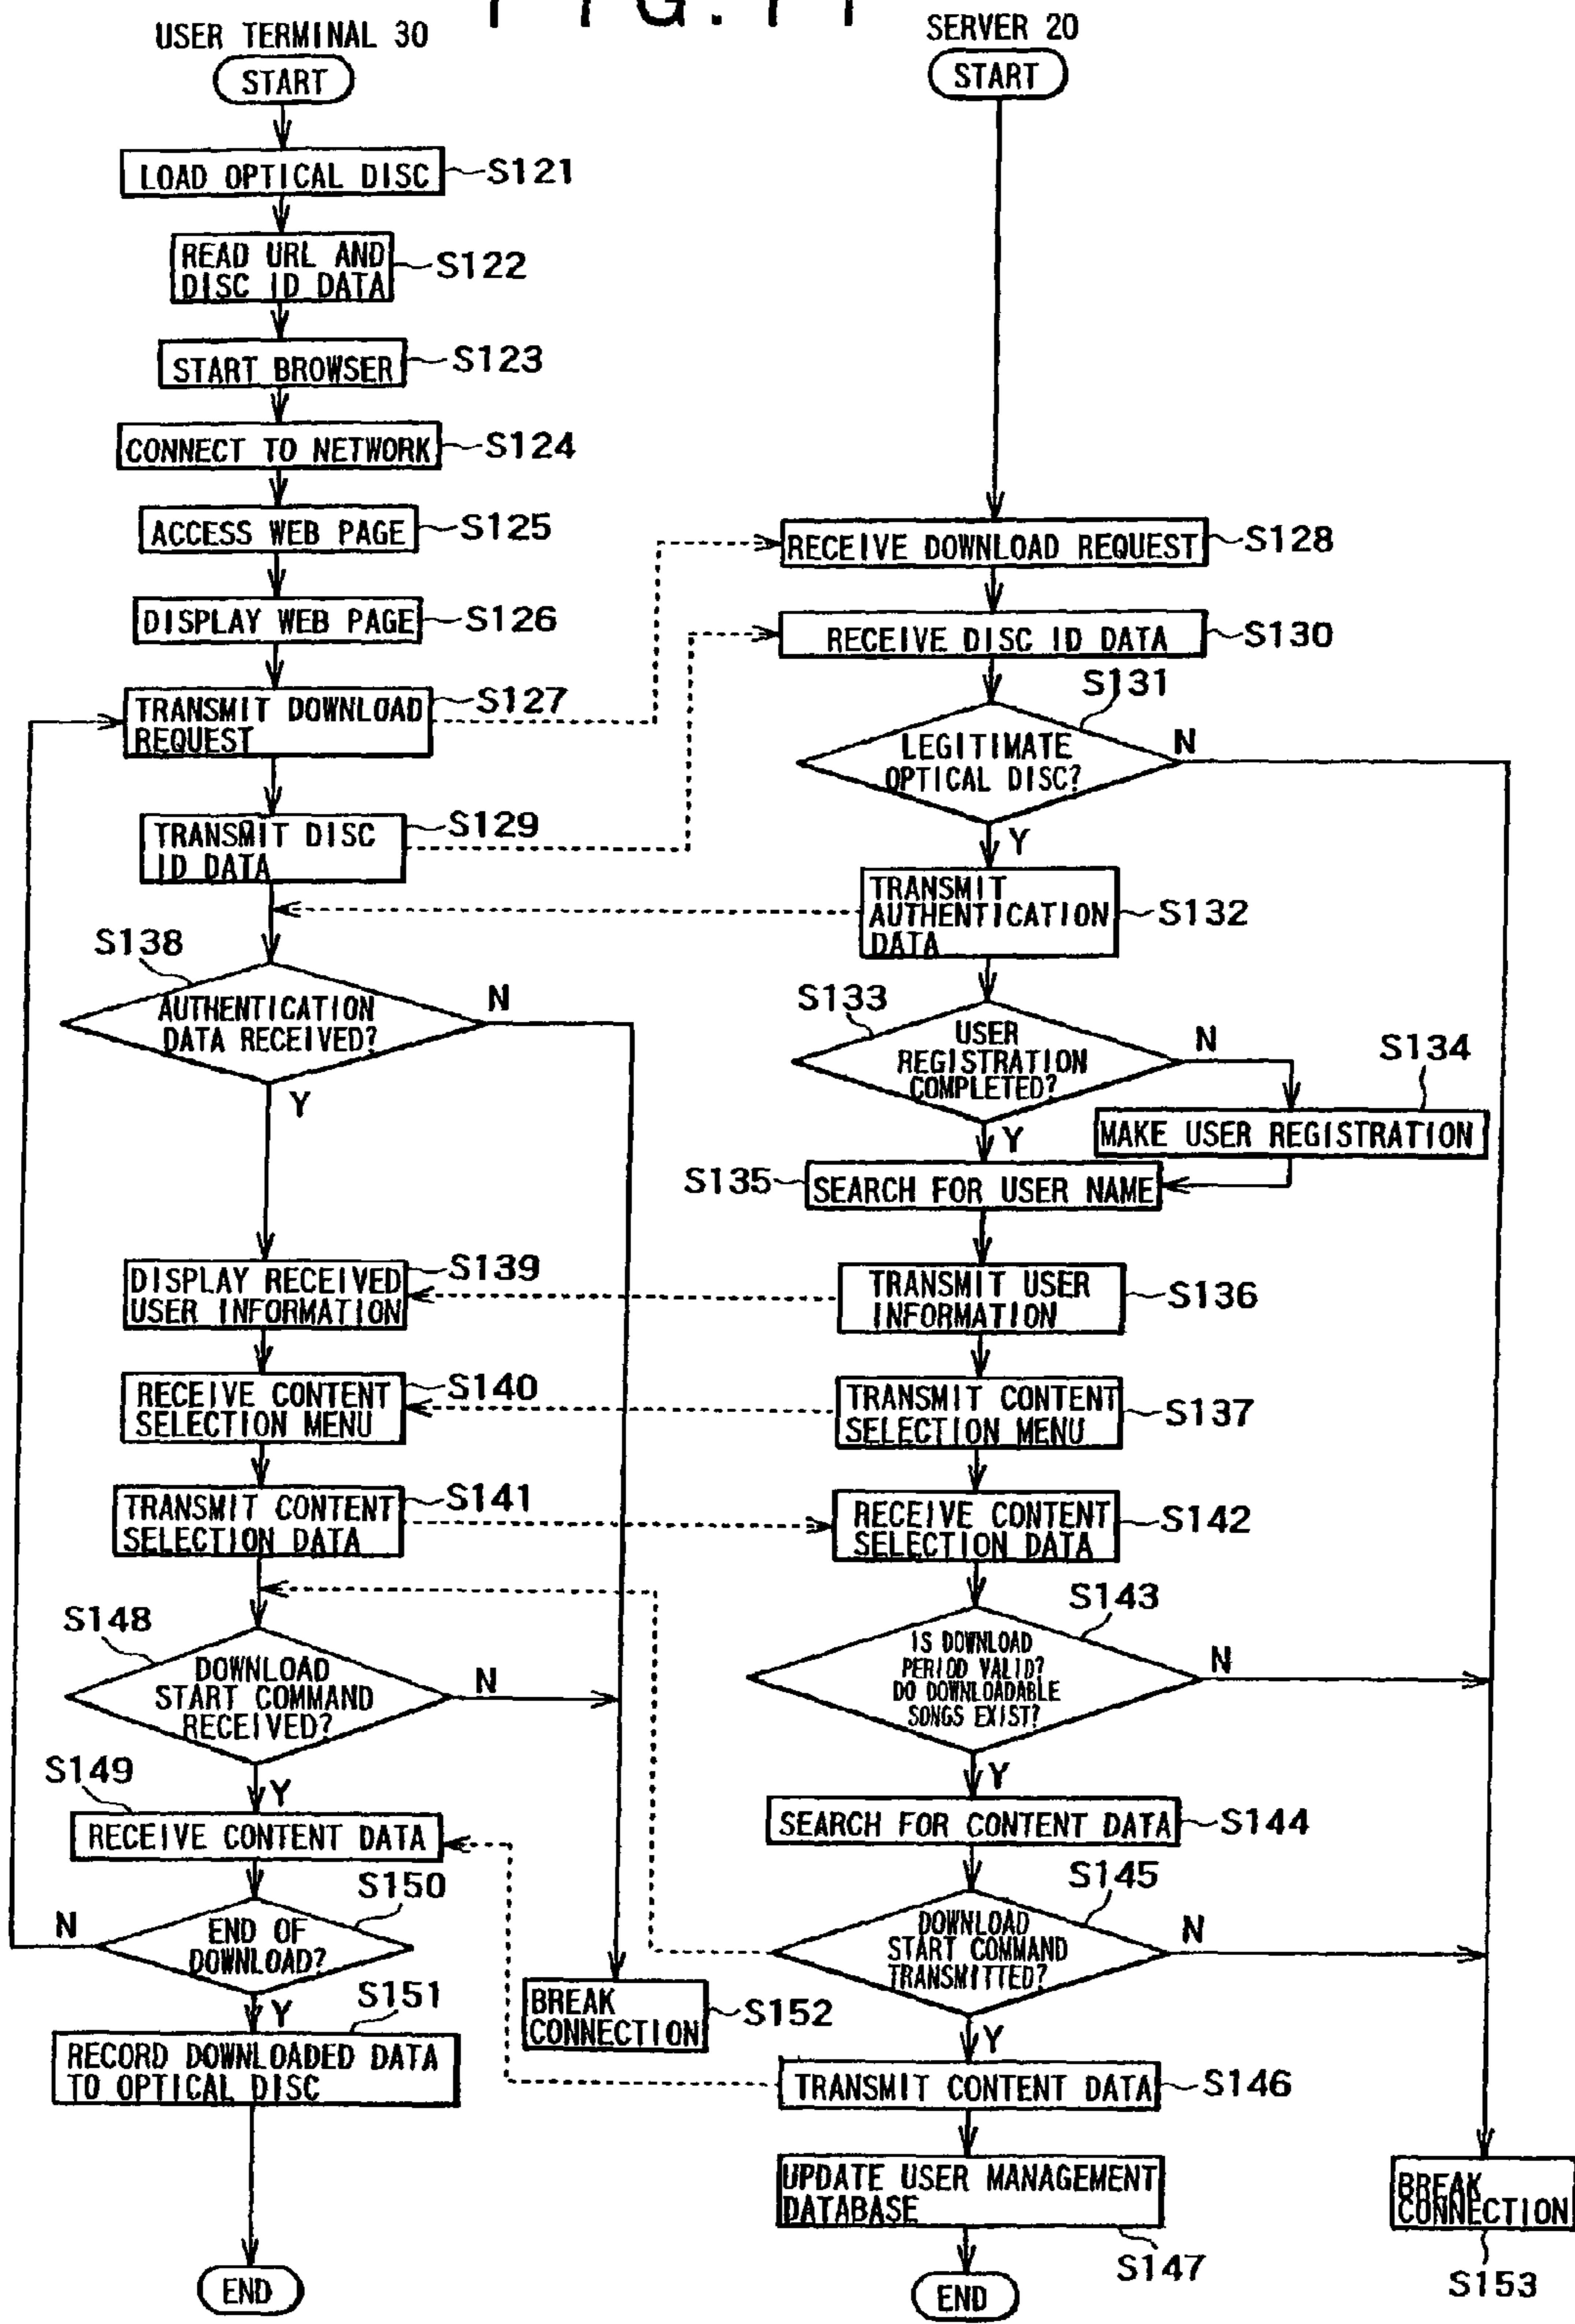 FIG. 11
USER TERMINAL 30
START
LOAD OPTICAL DISC
S121
READ URL AND
DISC ID DATA
S122
START BROWSER
S123
CONNECT TO NETWORK
S124
ACCESS WEB PAGE
S125
DISPLAY WEB PAGE
S126
TRANSMIT DOWNLOAD
REQUEST
S127
TRANSMIT DISC
ID DATA
S129
S138
AUTHENTICATION
DATA RECEIVED?
N
Y
DISPLAY RECEIVED
USER INFORMATION
S139
RECEIVE CONTENT
SELECTION MENU
S140
TRANSMIT CONTENT
SELECTION DATA
S141
S148
DOWNLOAD
START COMMAND
RECEIVED?
N
Y
S149
RECEIVE CONTENT DATA
S150
END OF
DOWNLOAD?
N
Y
S151
RECORD DOWNLOADED DATA
TO OPTICAL DISC
END
BREAK
CONNECTION
S152
SERVER 20
START
RECEIVE DOWNLOAD REQUEST
S128
RECEIVE DISC ID DATA
S130
S131
LEGITIMATE
OPTICAL DISC?
N
Y
TRANSMIT
AUTHENTICATION
DATA
S132
S133
USER
REGISTRATION
COMPLETED?
N
S134
MAKE USER REGISTRATION
Y
S135
SEARCH FOR USER NAME
TRANSMIT USER
INFORMATION
S136
TRANSMIT CONTENT
SELECTION MENU
S137
RECEIVE CONTENT
SELECTION DATA
S142
S143
IS DOWNLOAD
PERIOD VALID?
DO DOWNLOADABLE
SONGS EXIST?
N
Y
SEARCH FOR CONTENT DATA
S144
S145
DOWNLOAD
START COMMAND
TRANSMITTED?
N
Y
TRANSMIT CONTENT DATA
S146
UPDATE USER MANAGEMENT
DATABASE
S147
END
BREAK
CONNECTION
S153